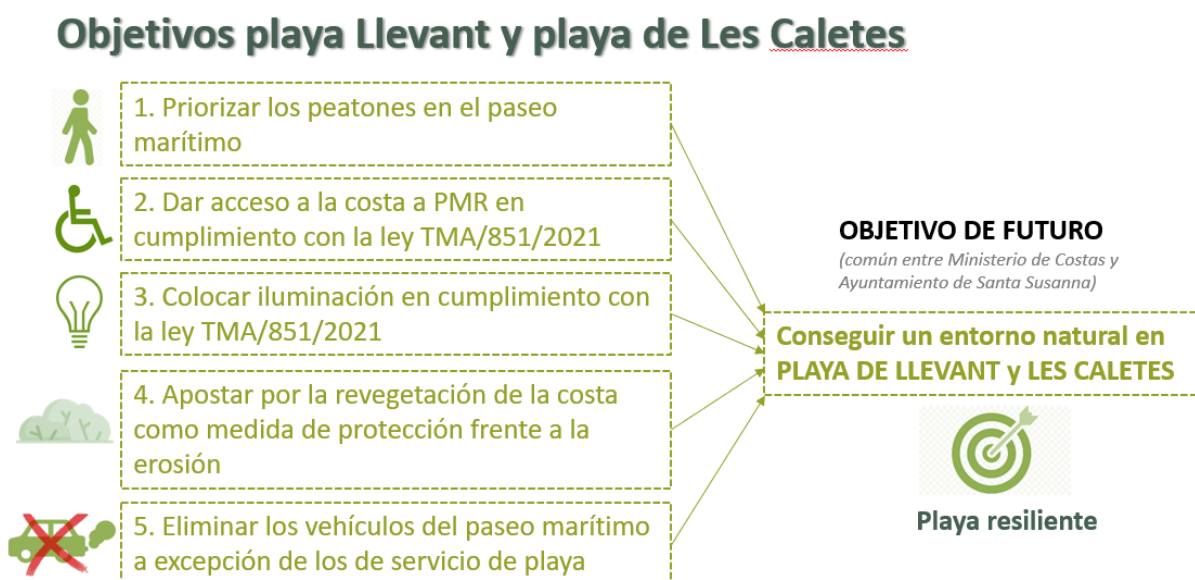 Objetivos playa Llevant y playa de Les Caletes
1. Priorizar los peatones en el paseo
marítimo
2. Dar acceso a la costa a PMR en
cumplimiento con la ley TMA/851/2021
3. Colocar iluminación en cumplimiento con
la ley TMA/851/2021
4. Apostar por la revegetación de la costa
como medida de protección frente a la
erosión
5. Eliminar los vehículos del paseo marítimo
a excepción de los de servicio de playa
OBJETIVO DE FUTURO
(común entre Ministerio de Costas y
Ayuntamiento de Santa Susanna)
Conseguir un entorno natural en
PLAYA DE LLEVANT y LES CALETES
Playa resiliente